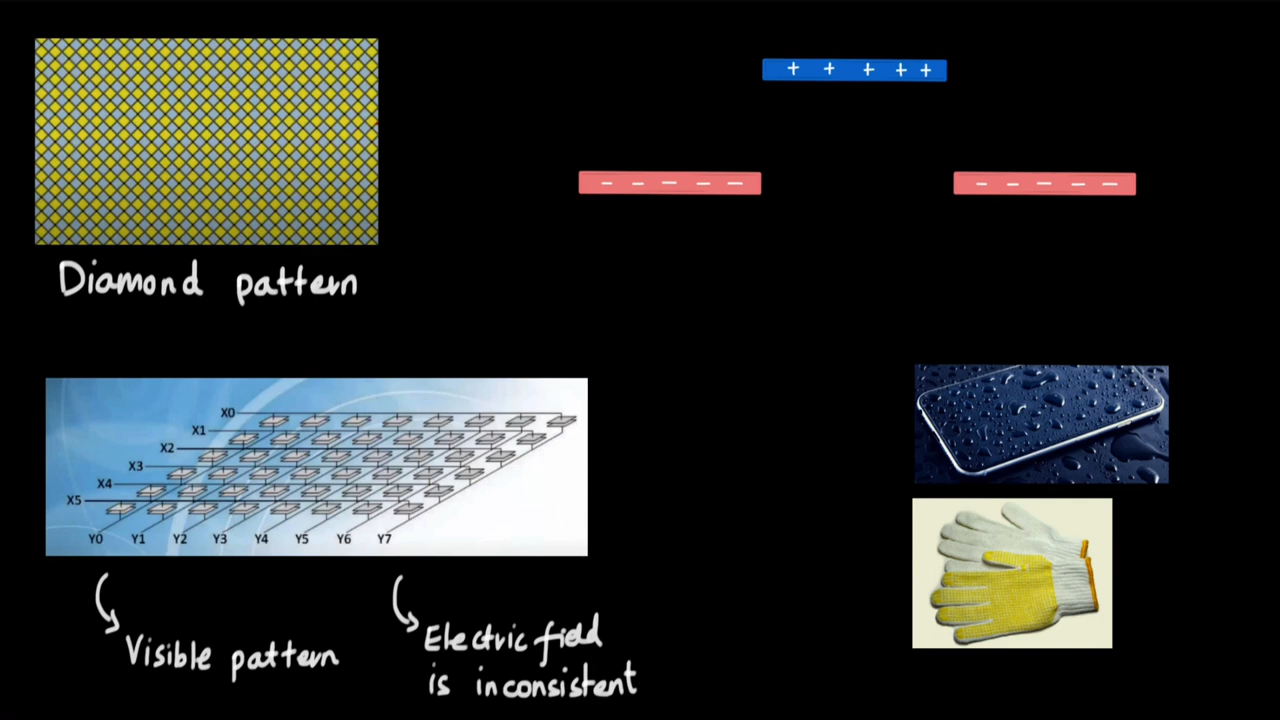 + + + + +
− − − − −
− − − − −
Diamond pattern
X0
X1
X2
X3
X4
X5
Y0 Y1 Y2 Y3 Y4 Y5 Y6 Y7
Visible pattern
Electric field
is inconsistent